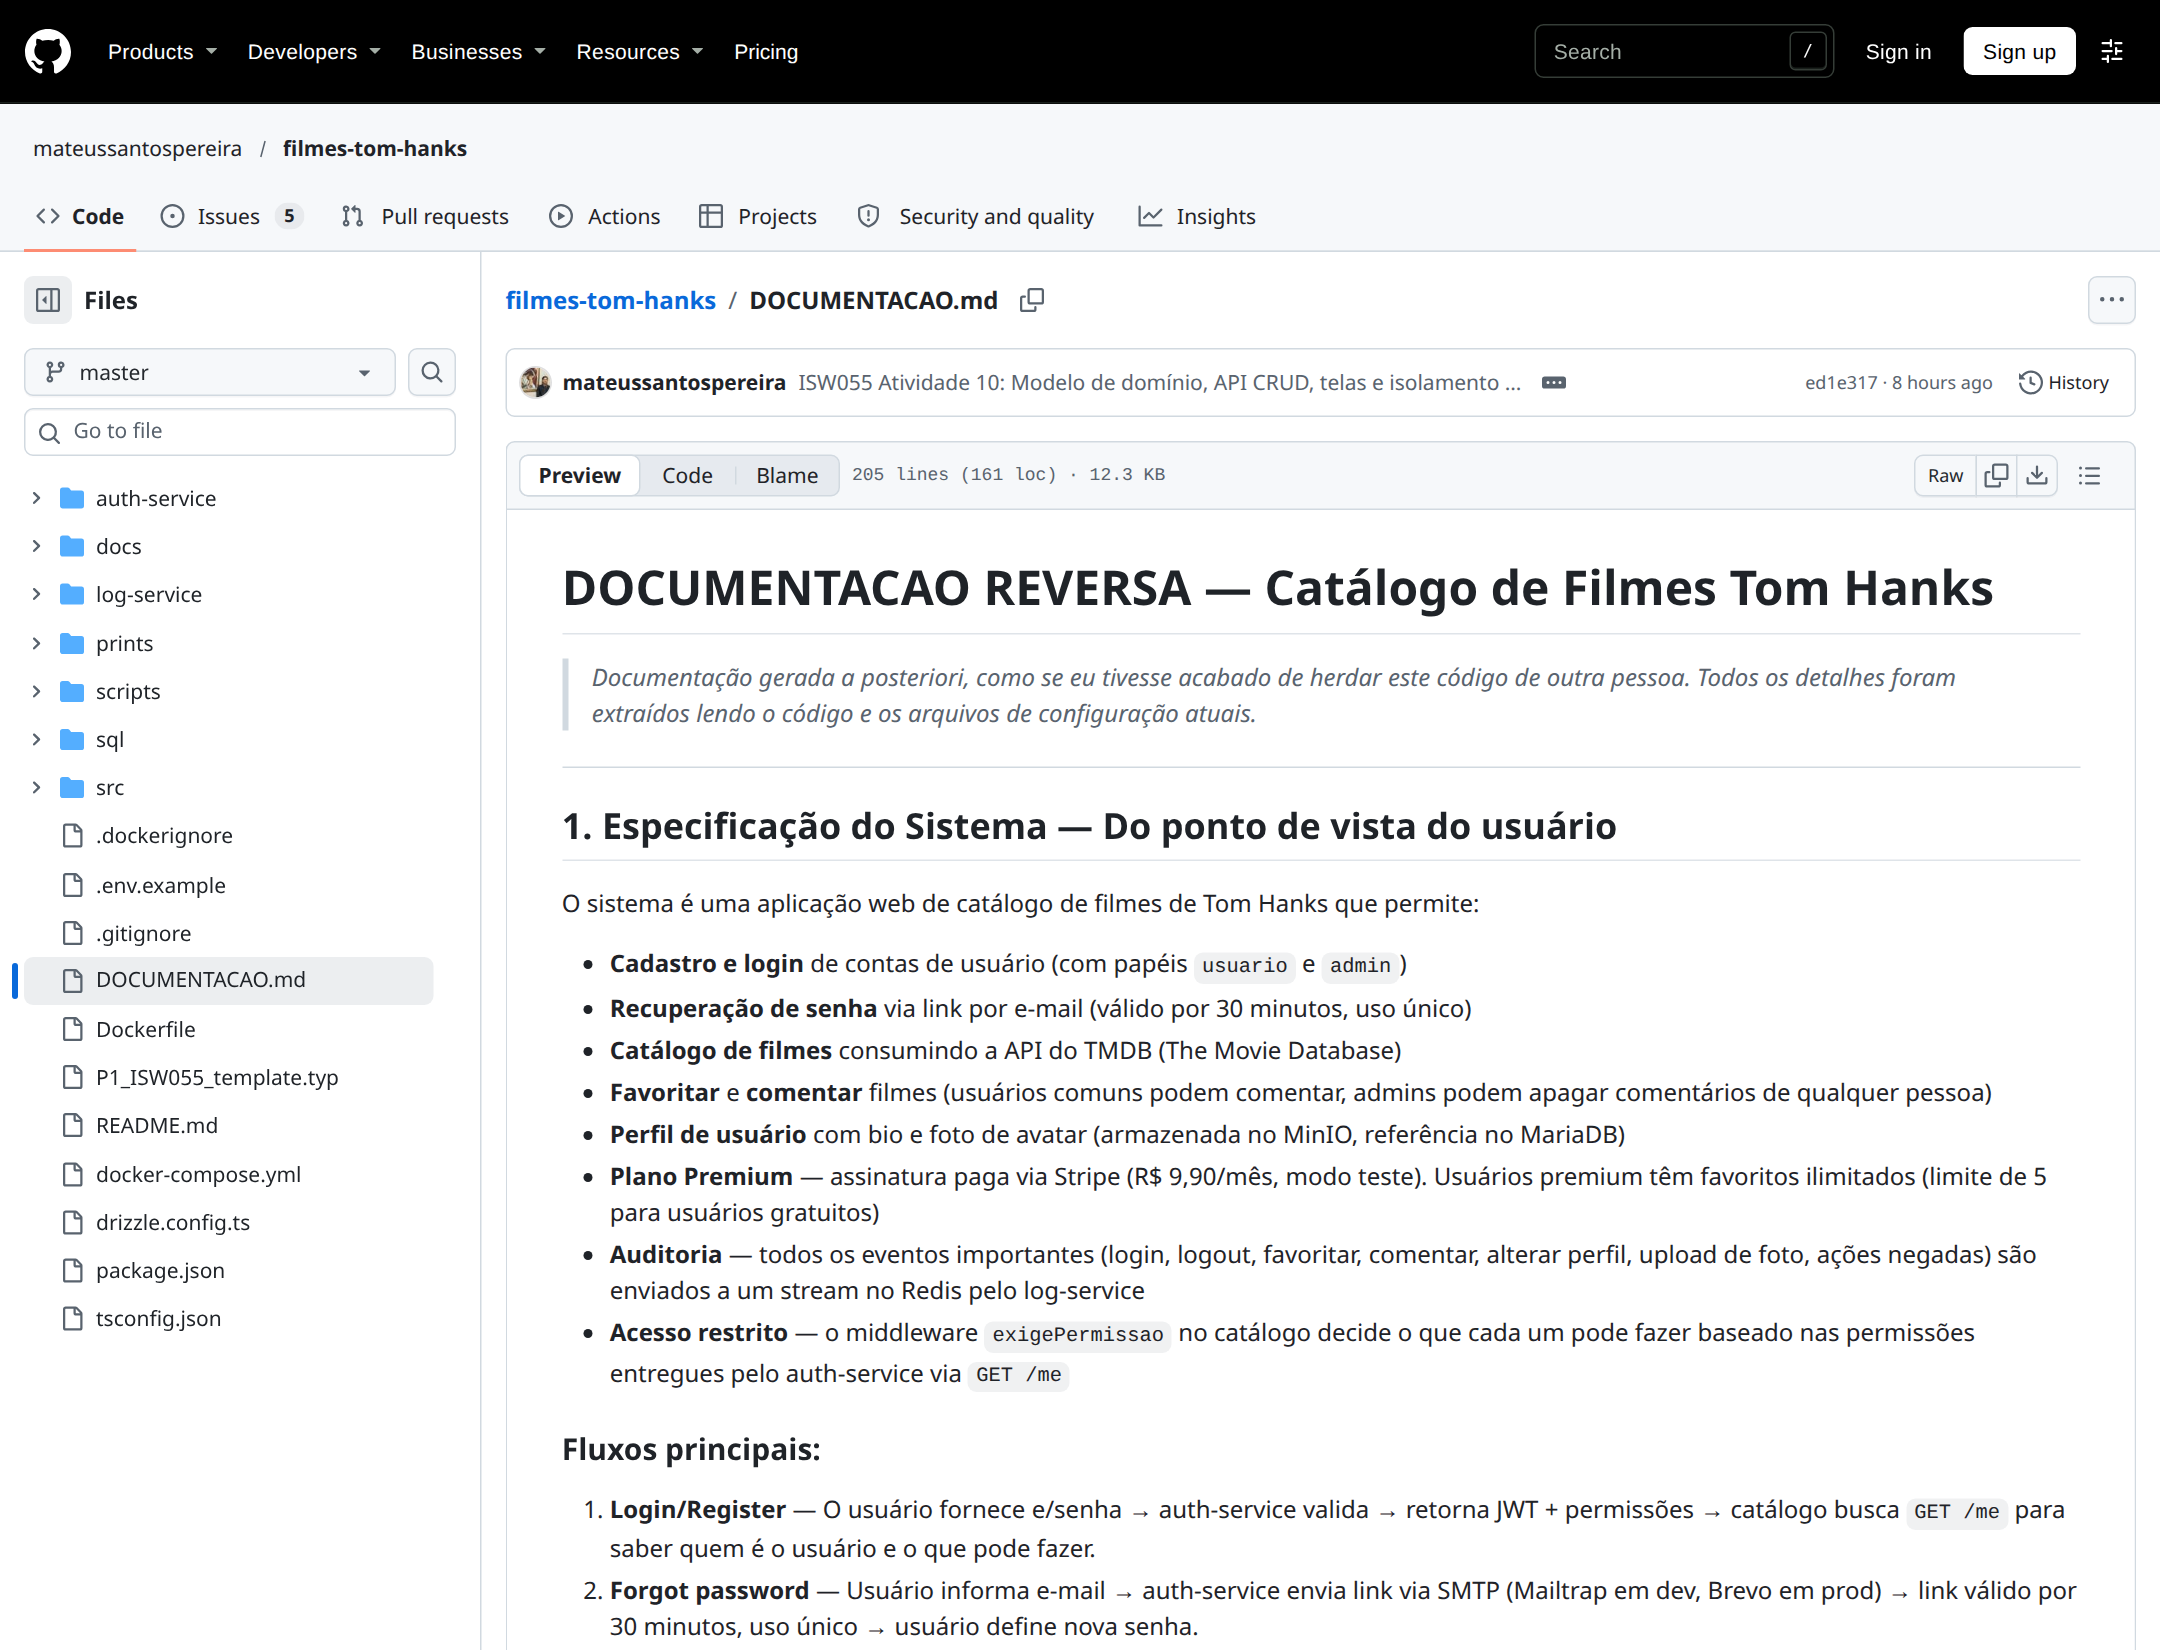 Products Developers Businesses Resources Pricing Search / Sign in Sign up
mateussantospereira / filmes-tom-hanks
Code Issues 5 Pull requests Actions Projects Security and quality Insights
Files
master
Go to file
auth-service
docs
log-service
prints
scripts
sql
src
.dockerignore
.env.example
.gitignore
DOCUMENTACAO.md
Dockerfile
P1_ISW055_template.typ
README.md
docker-compose.yml
drizzle.config.ts
package.json
tsconfig.json
filmes-tom-hanks / DOCUMENTACAO.md
mateussantospereira ISW055 Atividade 10: Modelo de domínio, API CRUD, telas e isolamento ... ed1e317 · 8 hours ago History
Preview Code Blame 205 lines (161 loc) · 12.3 KB Raw
DOCUMENTACAO REVERSA — Catálogo de Filmes Tom Hanks
Documentação gerada a posteriori, como se eu tivesse acabado de herdar este código de outra pessoa. Todos os detalhes foram
extraídos lendo o código e os arquivos de configuração atuais.
1. Especificação do Sistema — Do ponto de vista do usuário
O sistema é uma aplicação web de catálogo de filmes de Tom Hanks que permite:
• Cadastro e login de contas de usuário (com papéis usuario e admin)
• Recuperação de senha via link por e-mail (válido por 30 minutos, uso único)
• Catálogo de filmes consumindo a API do TMDB (The Movie Database)
• Favoritar e comentar filmes (usuários comuns podem comentar, admins podem apagar comentários de qualquer pessoa)
• Perfil de usuário com bio e foto de avatar (armazenada no MinIO, referência no MariaDB)
• Plano Premium — assinatura paga via Stripe (R$ 9,90/mês, modo teste). Usuários premium têm favoritos ilimitados (limite de 5
para usuários gratuitos)
• Auditoria — todos os eventos importantes (login, logout, favoritar, comentar, alterar perfil, upload de foto, ações negadas) são
enviados a um stream no Redis pelo log-service
• Acesso restrito — o middleware exigePermissao no catálogo decide o que cada um pode fazer baseado nas permissões
entregues pelo auth-service via GET /me
Fluxos principais:
1. Login/Register — O usuário fornece e/senha → auth-service valida → retorna JWT + permissões → catálogo busca GET /me para
saber quem é o usuário e o que pode fazer.
2. Forgot password — Usuário informa e-mail → auth-service envia link via SMTP (Mailtrap em dev, Brevo em prod) → link válido por
30 minutos, uso único → usuário define nova senha.